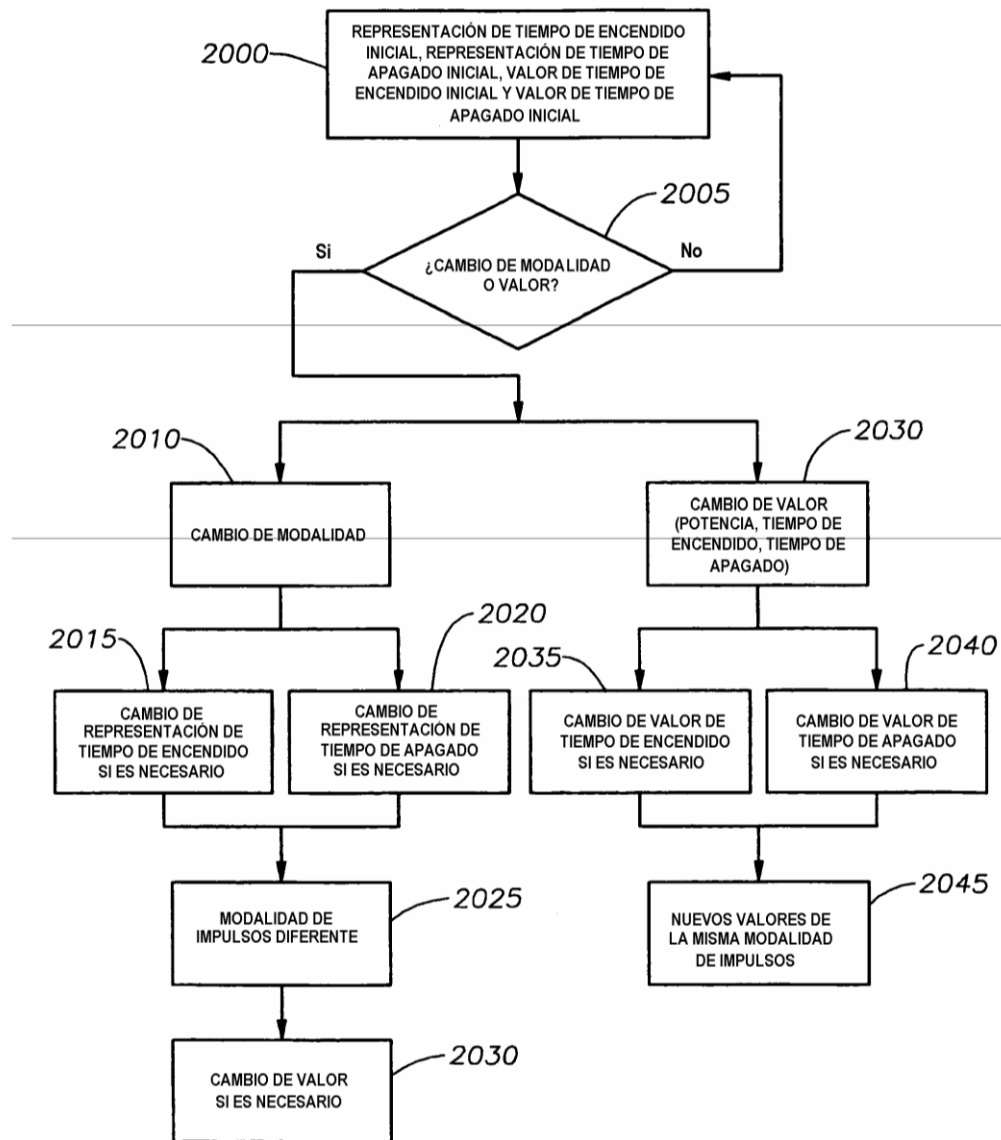 2000
REPRESENTACIÓN DE TIEMPO DE ENCENDIDO
INICIAL, REPRESENTACIÓN DE TIEMPO DE
APAGADO INICIAL, VALOR DE TIEMPO DE
ENCENDIDO INICIAL Y VALOR DE TIEMPO DE
APAGADO INICIAL
2005
Si
No
¿CAMBIO DE MODALIDAD
O VALOR?
2010
2030
CAMBIO DE MODALIDAD
CAMBIO DE VALOR
(POTENCIA, TIEMPO DE
ENCENDIDO, TIEMPO DE
APAGADO)
2015
2020
2035
2040
CAMBIO DE
REPRESENTACIÓN DE
TIEMPO DE ENCENDIDO
SI ES NECESARIO
CAMBIO DE
REPRESENTACIÓN DE
TIEMPO DE APAGADO
SI ES NECESARIO
CAMBIO DE VALOR DE
TIEMPO DE ENCENDIDO
SI ES NECESARIO
CAMBIO DE VALOR DE
TIEMPO DE APAGADO
SI ES NECESARIO
2025
MODALIDAD DE
IMPULSOS DIFERENTE
2045
NUEVOS VALORES DE
LA MISMA MODALIDAD
DE IMPULSOS
2030
CAMBIO DE VALOR
SI ES NECESARIO